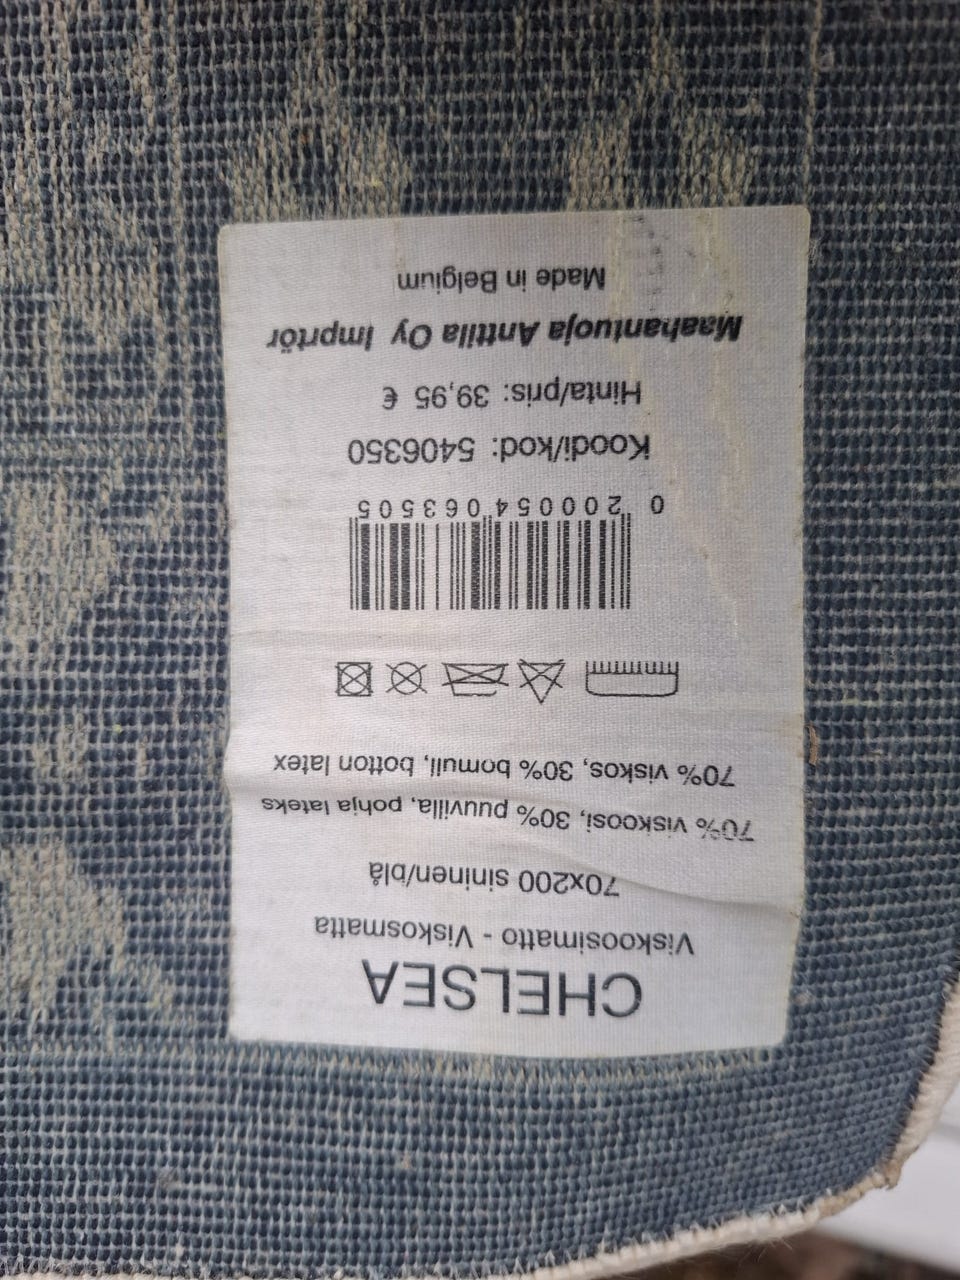 CHELSEA
Viskoosimatto - Viskosmatta
70x200 sininen/blå
70% viskoosi, 30% puuvilla, pohja lateks
70% viskos, 30% bomull, botton latex
0 200054 063505
Koodi/kod: 5406350
Hinta/pris: 39,95 €
Maahantuoja Anttila Oy Imprtör
Made in Belgium